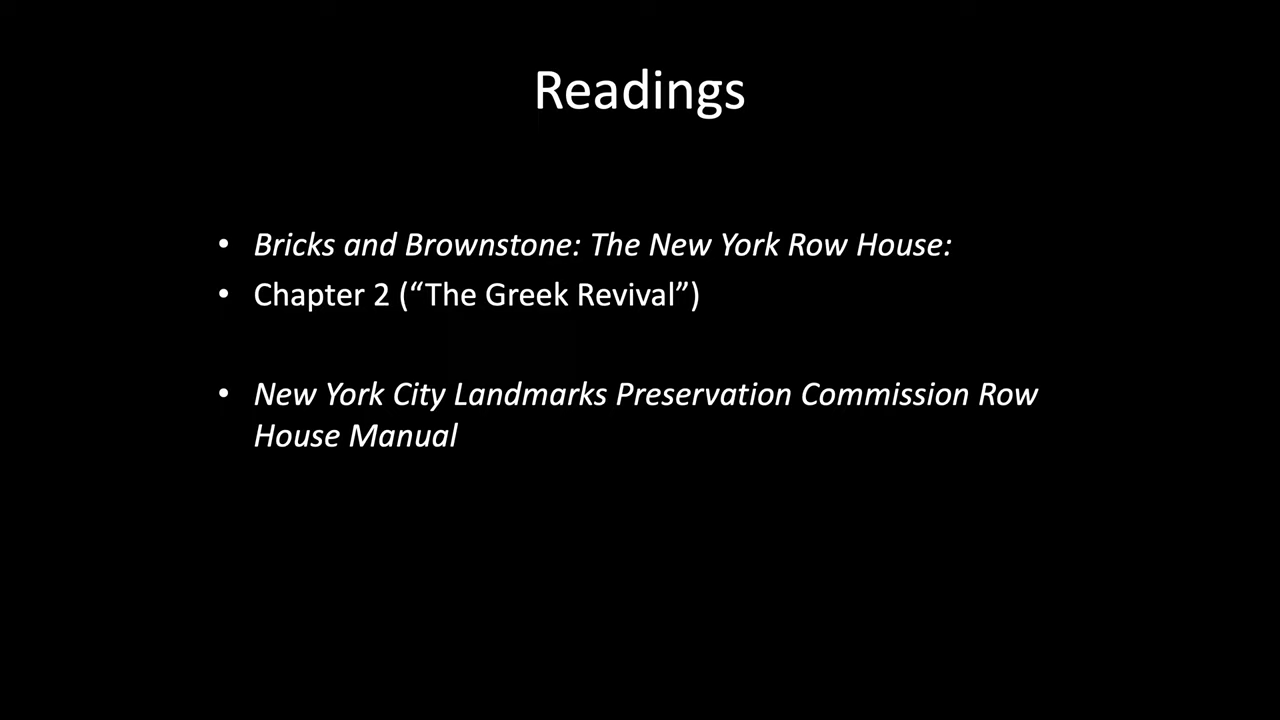 Readings
• Bricks and Brownstone: The New York Row House:
• Chapter 2 (“The Greek Revival”)
• New York City Landmarks Preservation Commission Row
House Manual